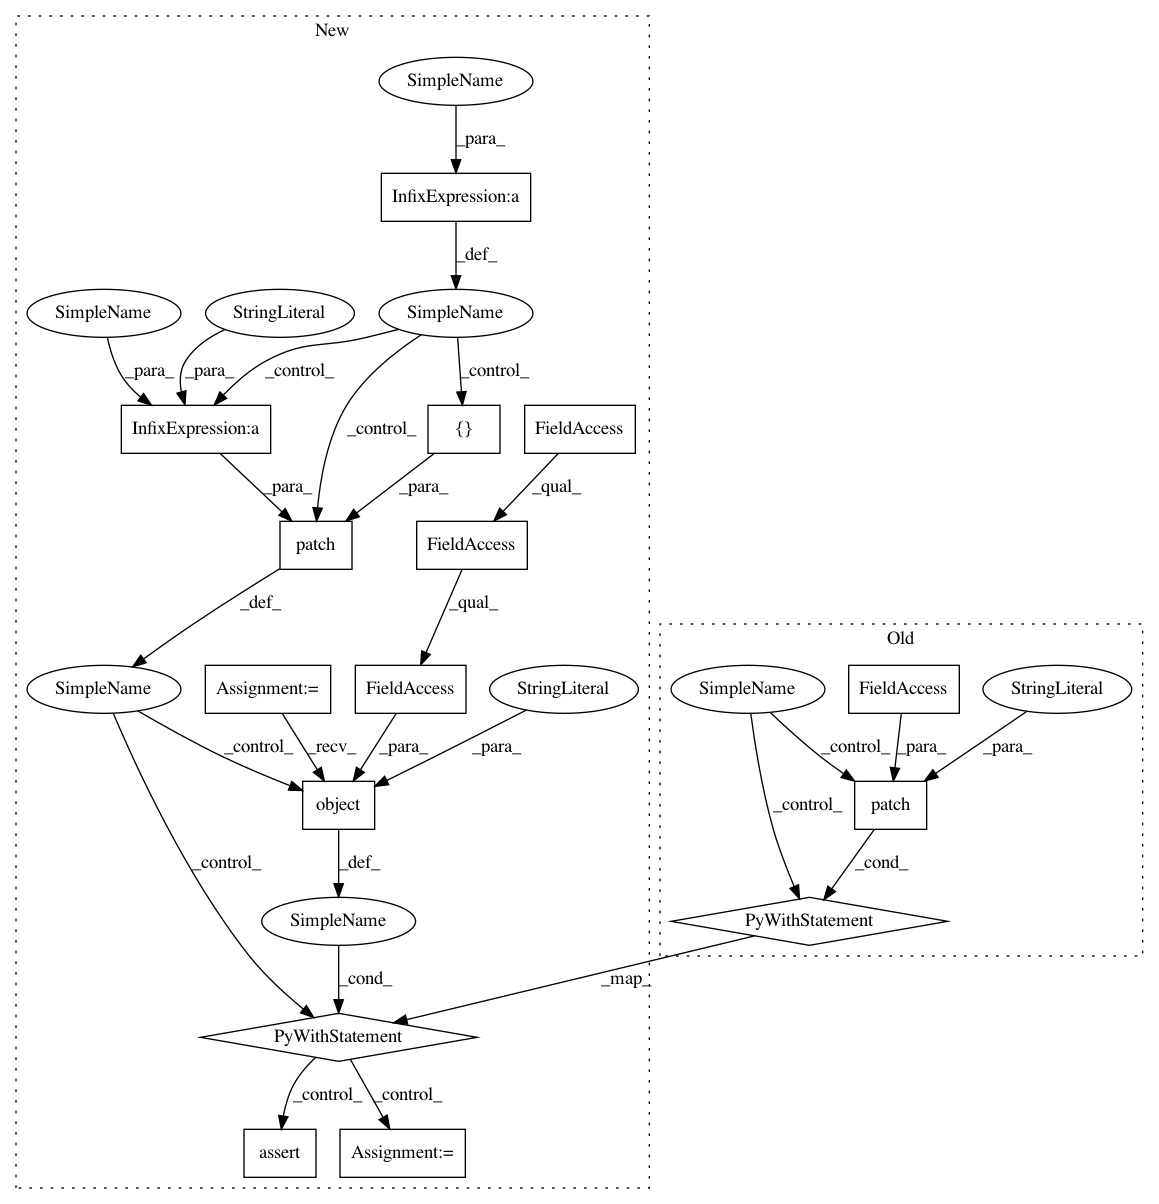 New
SimpleName
_para_
InfixExpression:a
_def_
SimpleName
StringLiteral
SimpleName
_para_
_para_
_control_
_control_
InfixExpression:a
_control_
{}
FieldAccess
_para_
_para_
_qual_
patch
FieldAccess
_def_
_qual_
Old
SimpleName
Assignment:=
FieldAccess
StringLiteral
SimpleName
FieldAccess
StringLiteral
_control_
_recv_
_para_
_para_
_control_
_para_
_para_
object
_control_
patch
_control_
_def_
_cond_
SimpleName
PyWithStatement
_cond_
_map_
PyWithStatement
_control_
_control_
assert
Assignment:=